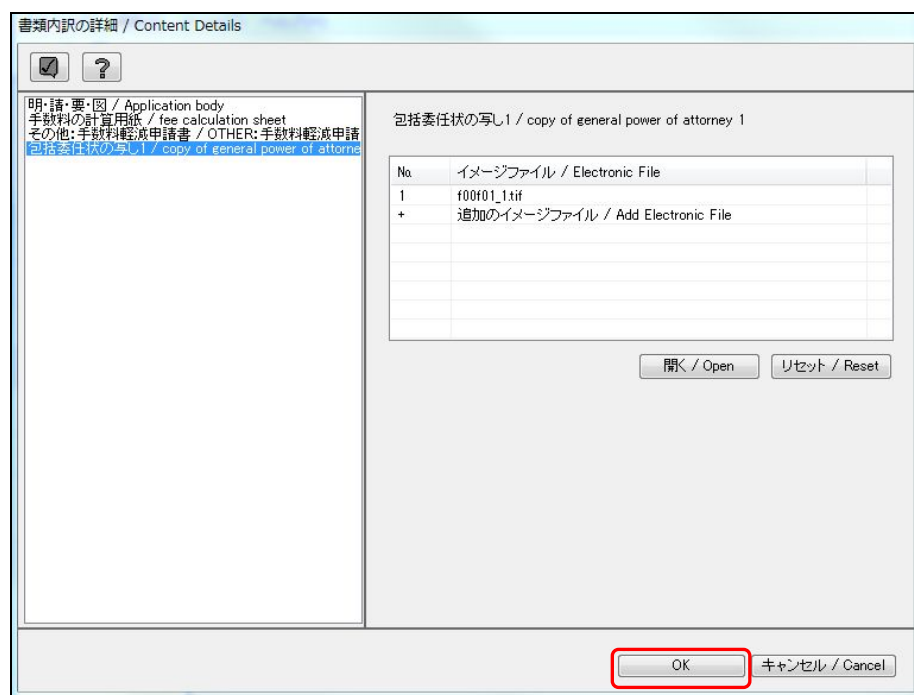 書類内訳の詳細 / Content Details
?
明・請・要・図 / Application body
手数料の計算用紙 / fee calculation sheet
その他:手数料軽減申請書 / OTHER:手数料軽減申請
包括委任状の写し1 / copy of general power of attorne
包括委任状の写し1 / copy of general power of attorney 1
No. イメージファイル / Electronic File
1 f00f01_1.tif
+ 追加のイメージファイル / Add Electronic File
開く / Open リセット / Reset
OK キャンセル / Cancel